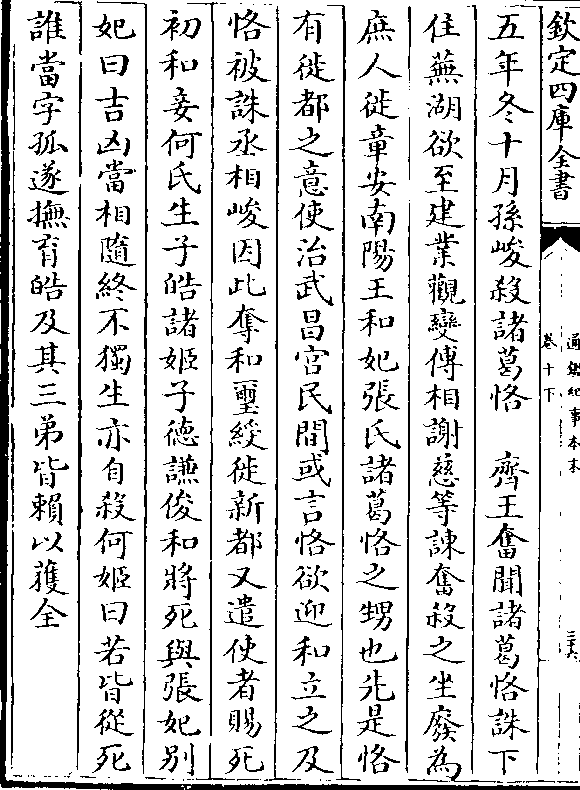 欽定四庫全書
通鑑紀事本末
卷十下
三六
五年冬十月孫峻殺諸葛恪　齊王奮聞諸葛恪誅下
住蕪湖欲至建業觀變傅相謝慈等諫奮殺之坐廢為
庶人徙章安南陽王和妃張氏諸葛恪之甥也先是恪
有徙都之意使治武昌宫民間或言恪欲迎和立之及
恪被誅丞相峻因此奪和璽綬徙新都又遣使者賜死
初和妾何氏生子皓諸姬子德謙俊和將死與張妃别
妃曰吉凶當相隨終不獨生亦自殺何姬曰若皆從死
誰當字孤遂撫育皓及其三弟皆賴以獲全